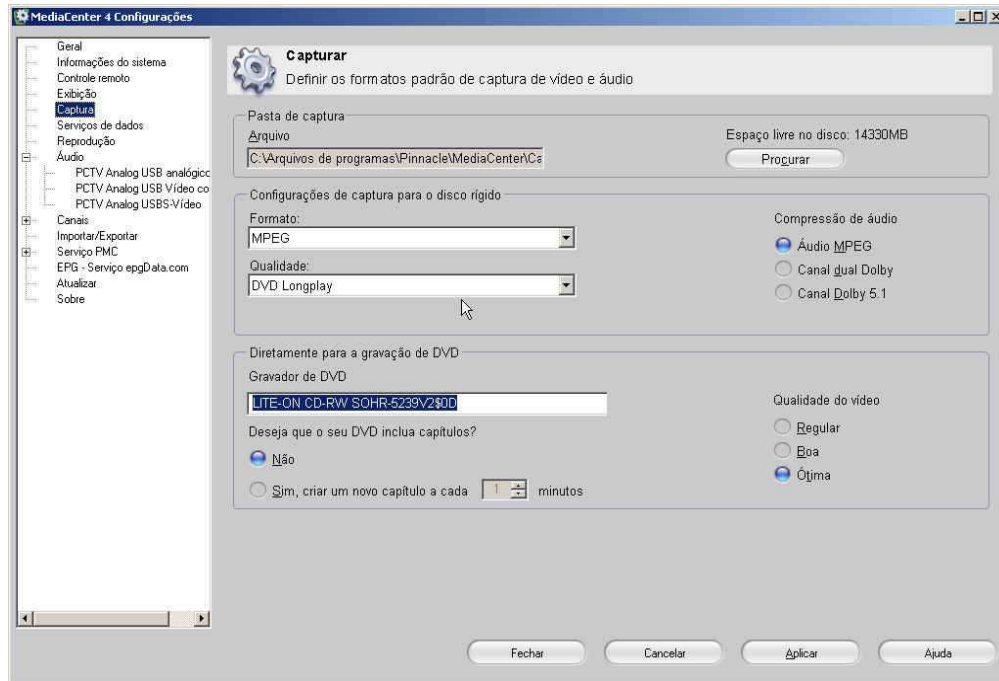 MediaCenter 4 Configurações
Geral
Informações do sistema
Controle remoto
Exibição
Captura
Serviços de dados
Reprodução
Áudio
PCTV Analog USB analógicc
PCTV Analog USB Vídeo co
PCTV Analog USBS-Vídeo
Canais
Importar/Exportar
Serviço PMC
EPG - Serviço epgData.com
Atualizar
Sobre
Capturar
Definir os formatos padrão de captura de vídeo e áudio
Pasta de captura
Arquivo
Espaço livre no disco: 14330MB
C:\Arquivos de programas\Pinnacle\MediaCenter\Ca
Procurar
Configurações de captura para o disco rígido
Formato:
MPEG
Qualidade:
DVD Longplay
Compressão de áudio
Áudio MPEG
Canal dual Dolby
Canal Dolby 5.1
Diretamente para a gravação de DVD
Gravador de DVD
LITE-ON CD-RW SOHR-5239V2$0D
Deseja que o seu DVD inclua capítulos?
Não
Sim, criar um novo capítulo a cada 1 minutos
Qualidade do vídeo
Regular
Boa
Ótima
Fechar
Cancelar
Aplicar
Ajuda